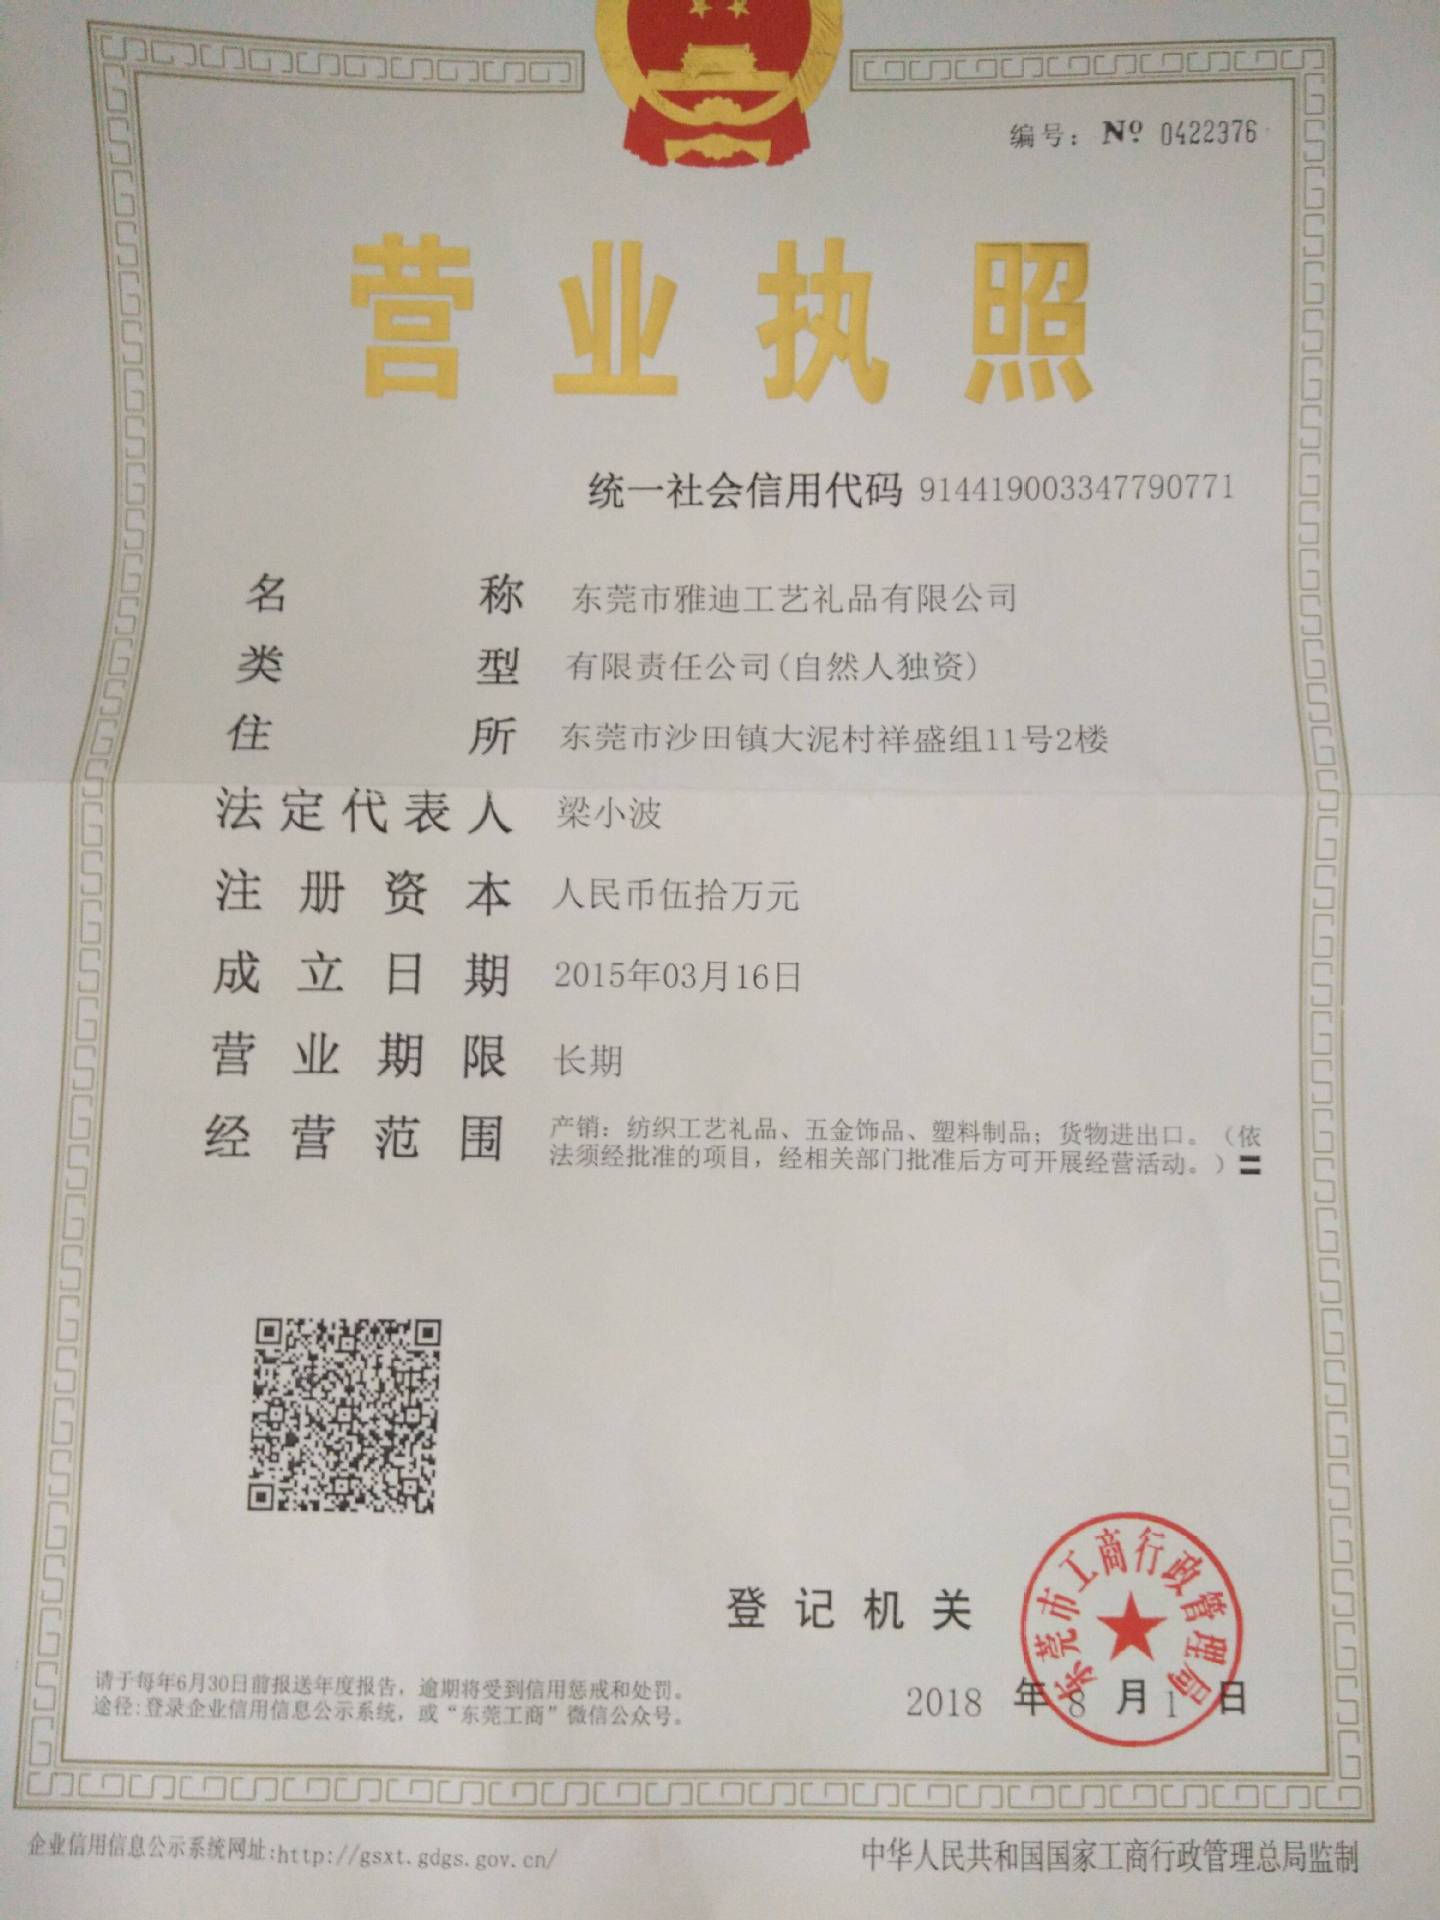 编号： Nº 0422376
营业执照
统一社会信用代码 914419003347790771
名称 东莞市雅迪工艺礼品有限公司
类型 有限责任公司(自然人独资)
住所 东莞市沙田镇大泥村祥盛组11号2楼
法定代表人 梁小波
注册资本 人民币伍拾万元
成立日期 2015年03月16日
营业期限 长期
经营范围 产销：纺织工艺礼品、五金饰品、塑料制品；货物进出口。（依
法须经批准的项目，经相关部门批准后方可开展经营活动。）
登记机关
东莞市工商行政管理局
2018 年 8 月 1 日
请于每年6月30日前报送年度报告，逾期将受到信用惩戒和处罚。
途径:登录企业信用信息公示系统，或“东莞工商”微信公众号。
企业信用信息公示系统网址:http://gsxt.gdgs.gov.cn/
中华人民共和国国家工商行政管理总局监制